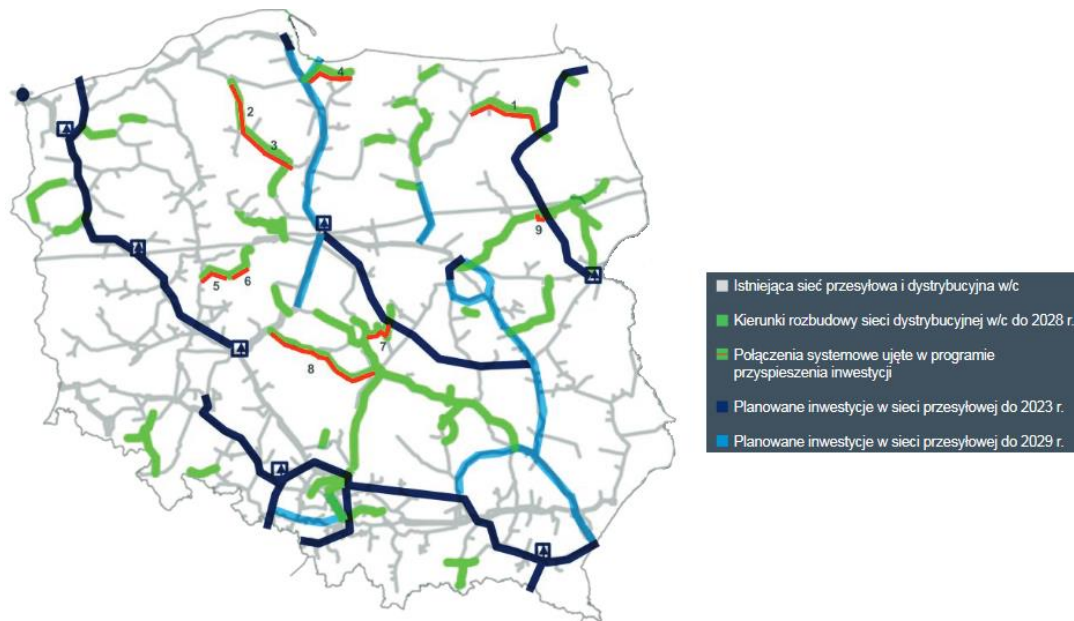 4
1
2
3
9
5
6
7
8
Istniejąca sieć przesyłowa i dystrybucyjna w/c
Kierunki rozbudowy sieci dystrybucyjnej w/c do 2028 r.
Połączenia systemowe ujęte w programie
przyspieszenia inwestycji
Planowane inwestycje w sieci przesyłowej do 2023 r.
Planowane inwestycje w sieci przesyłowej do 2029 r.